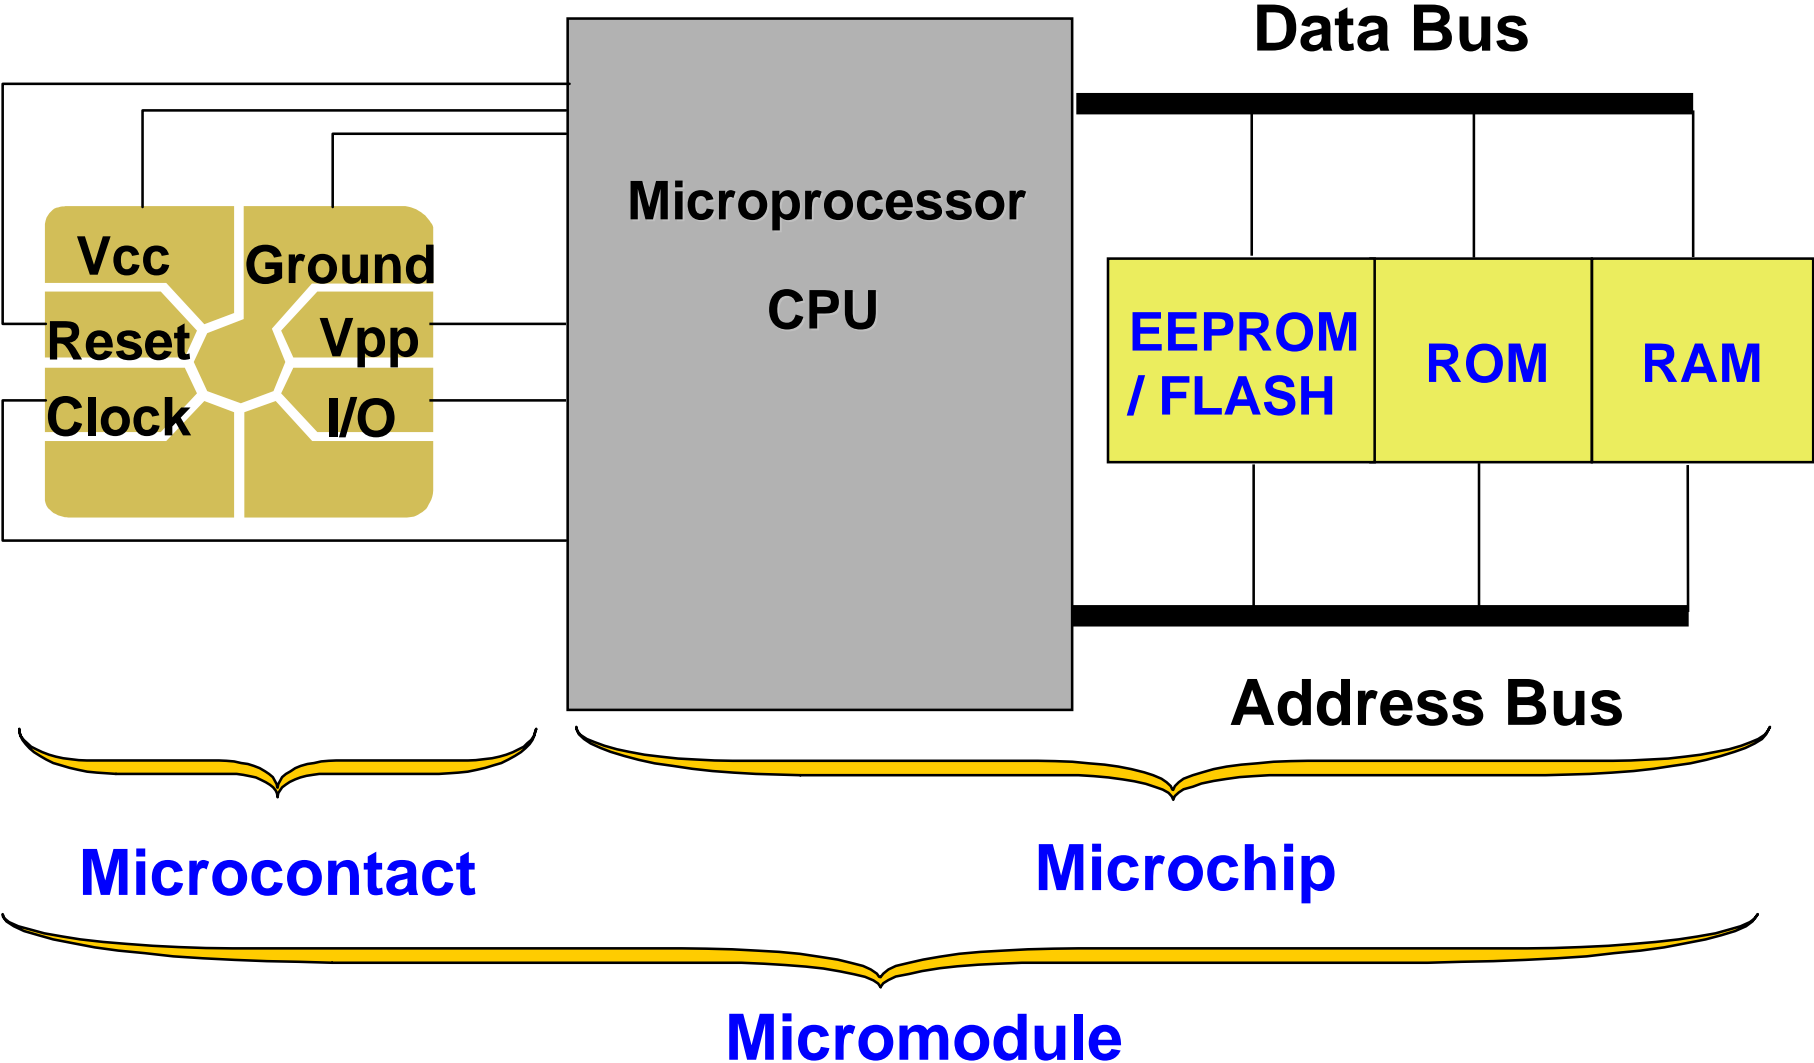 Data Bus
Microprocessor
CPU
Vcc
Ground
Reset
Vpp
Clock
I/O
EEPROM
/ FLASH
ROM
RAM
Address Bus
Microcontact
Microchip
Micromodule